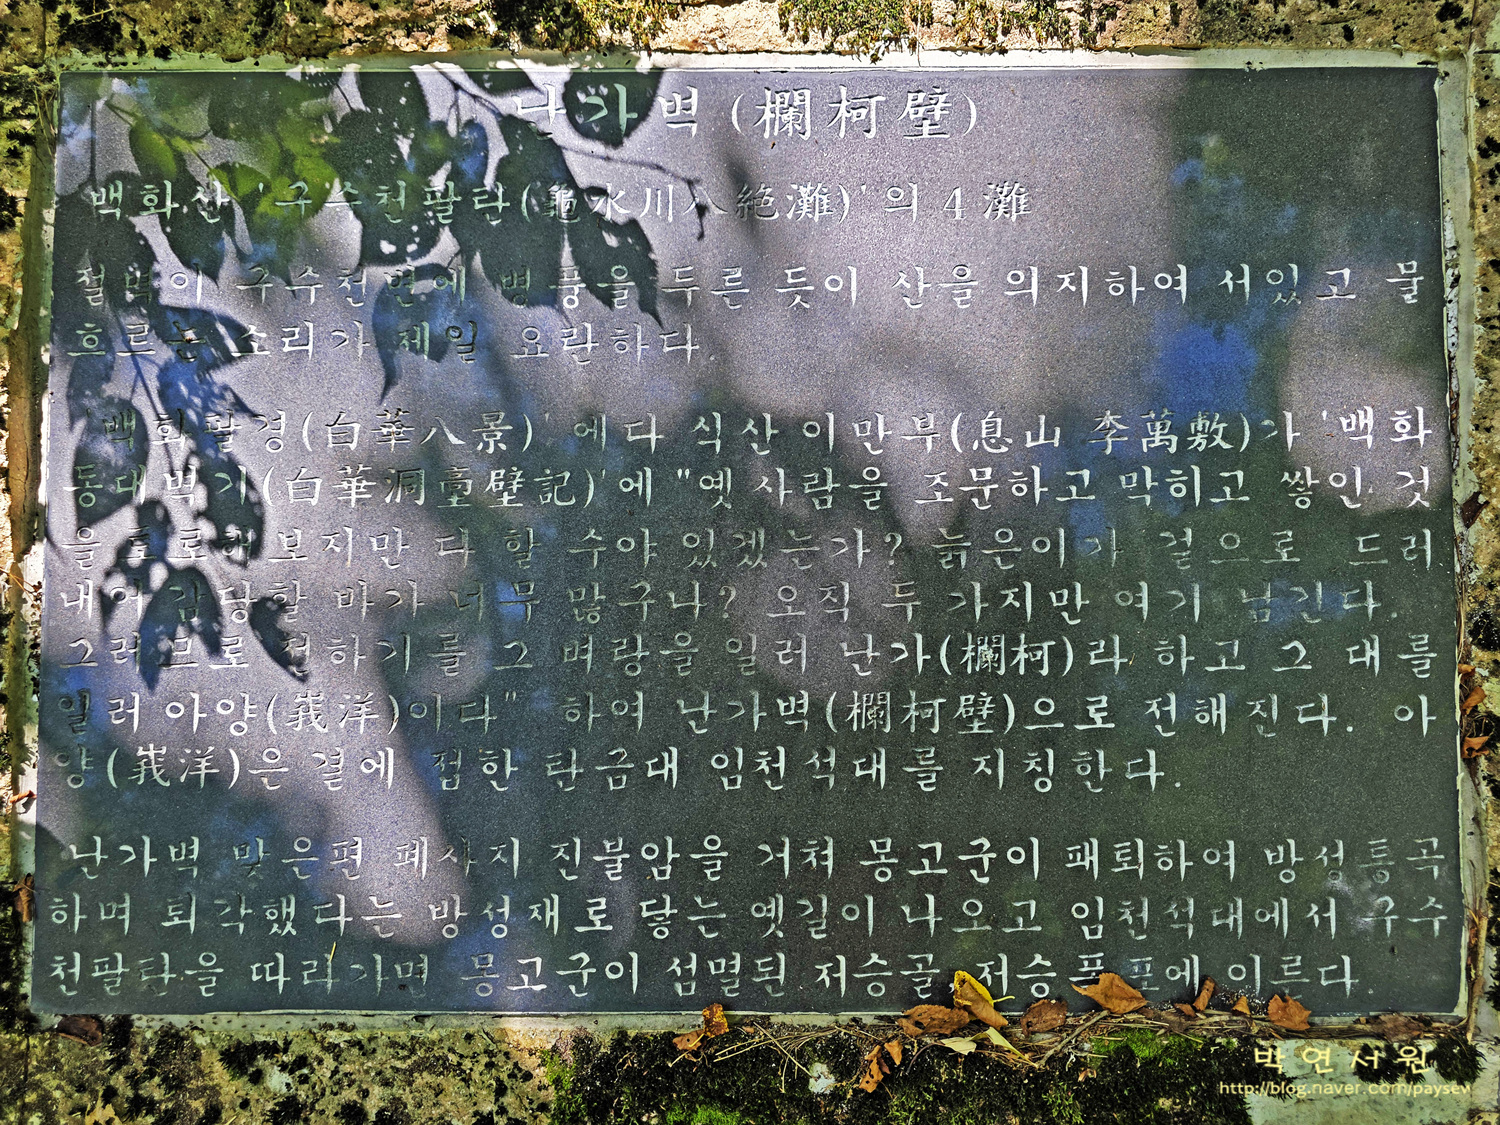 난가벽 (欄柯壁)
백화산 '구수천팔탄(龜水川八絶灘)'의 4灘
절벽이 구수천변에 병풍을 두른 듯이 산을 의지하여 서있고 물
흐르는 소리가 제일 요란하다.
'백화팔경(白華八景)'에다 식산 이만부(息山 李萬敷)가 '백화
동대벽기(白華洞臺壁記)'에 "옛 사람을 조문하고 막히고 쌓인 것
을 토로해보지만 다 할 수야 있겠는가? 늙은이가 겉으로 드러
내어 감당할 바가 너무 많구나? 오직 두 가지만 여기 남긴다.
그러므로 전하기를 그 벼랑을 일러 난가(欄柯)라 하고 그 대를
일러 아양(峩洋)이다" 하여 난가벽(欄柯壁)으로 전해진다. 아
양(峩洋)은 곁에 접한 탄금대 임천석대를 지칭한다.
난가벽 맞은편 폐사지 진불암을 거쳐 몽고군이 패퇴하여 방성통곡
하며 퇴각했다는 방성재로 닿는 옛길이 나오고 임천석대에서 구수
천팔탄을 따라가면 몽고군이 섬멸된 저승골,저승폭포에 이르다.
박연서원
http://blog.naver.com/paysev